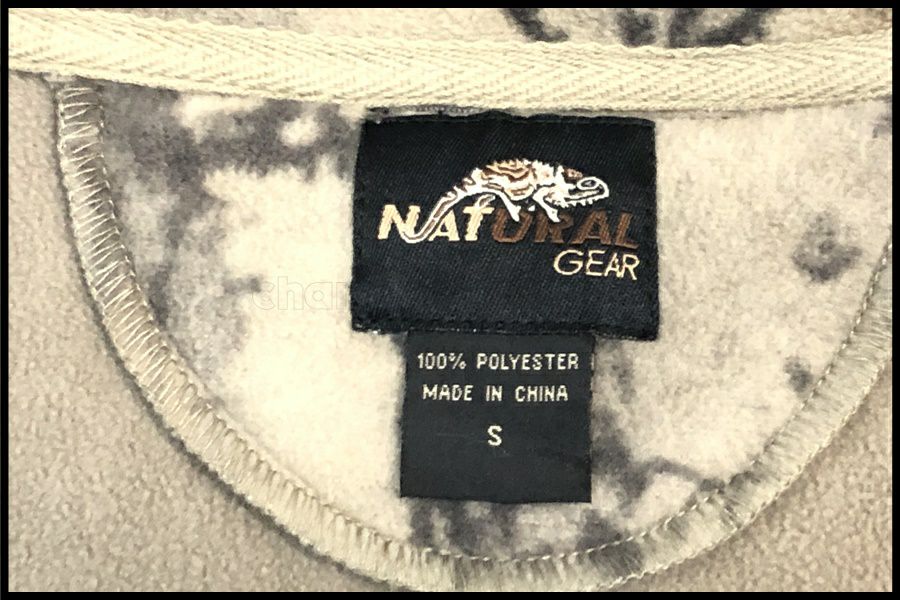 NATURAL
GEAR
100% POLYESTER
MADE IN CHINA
S